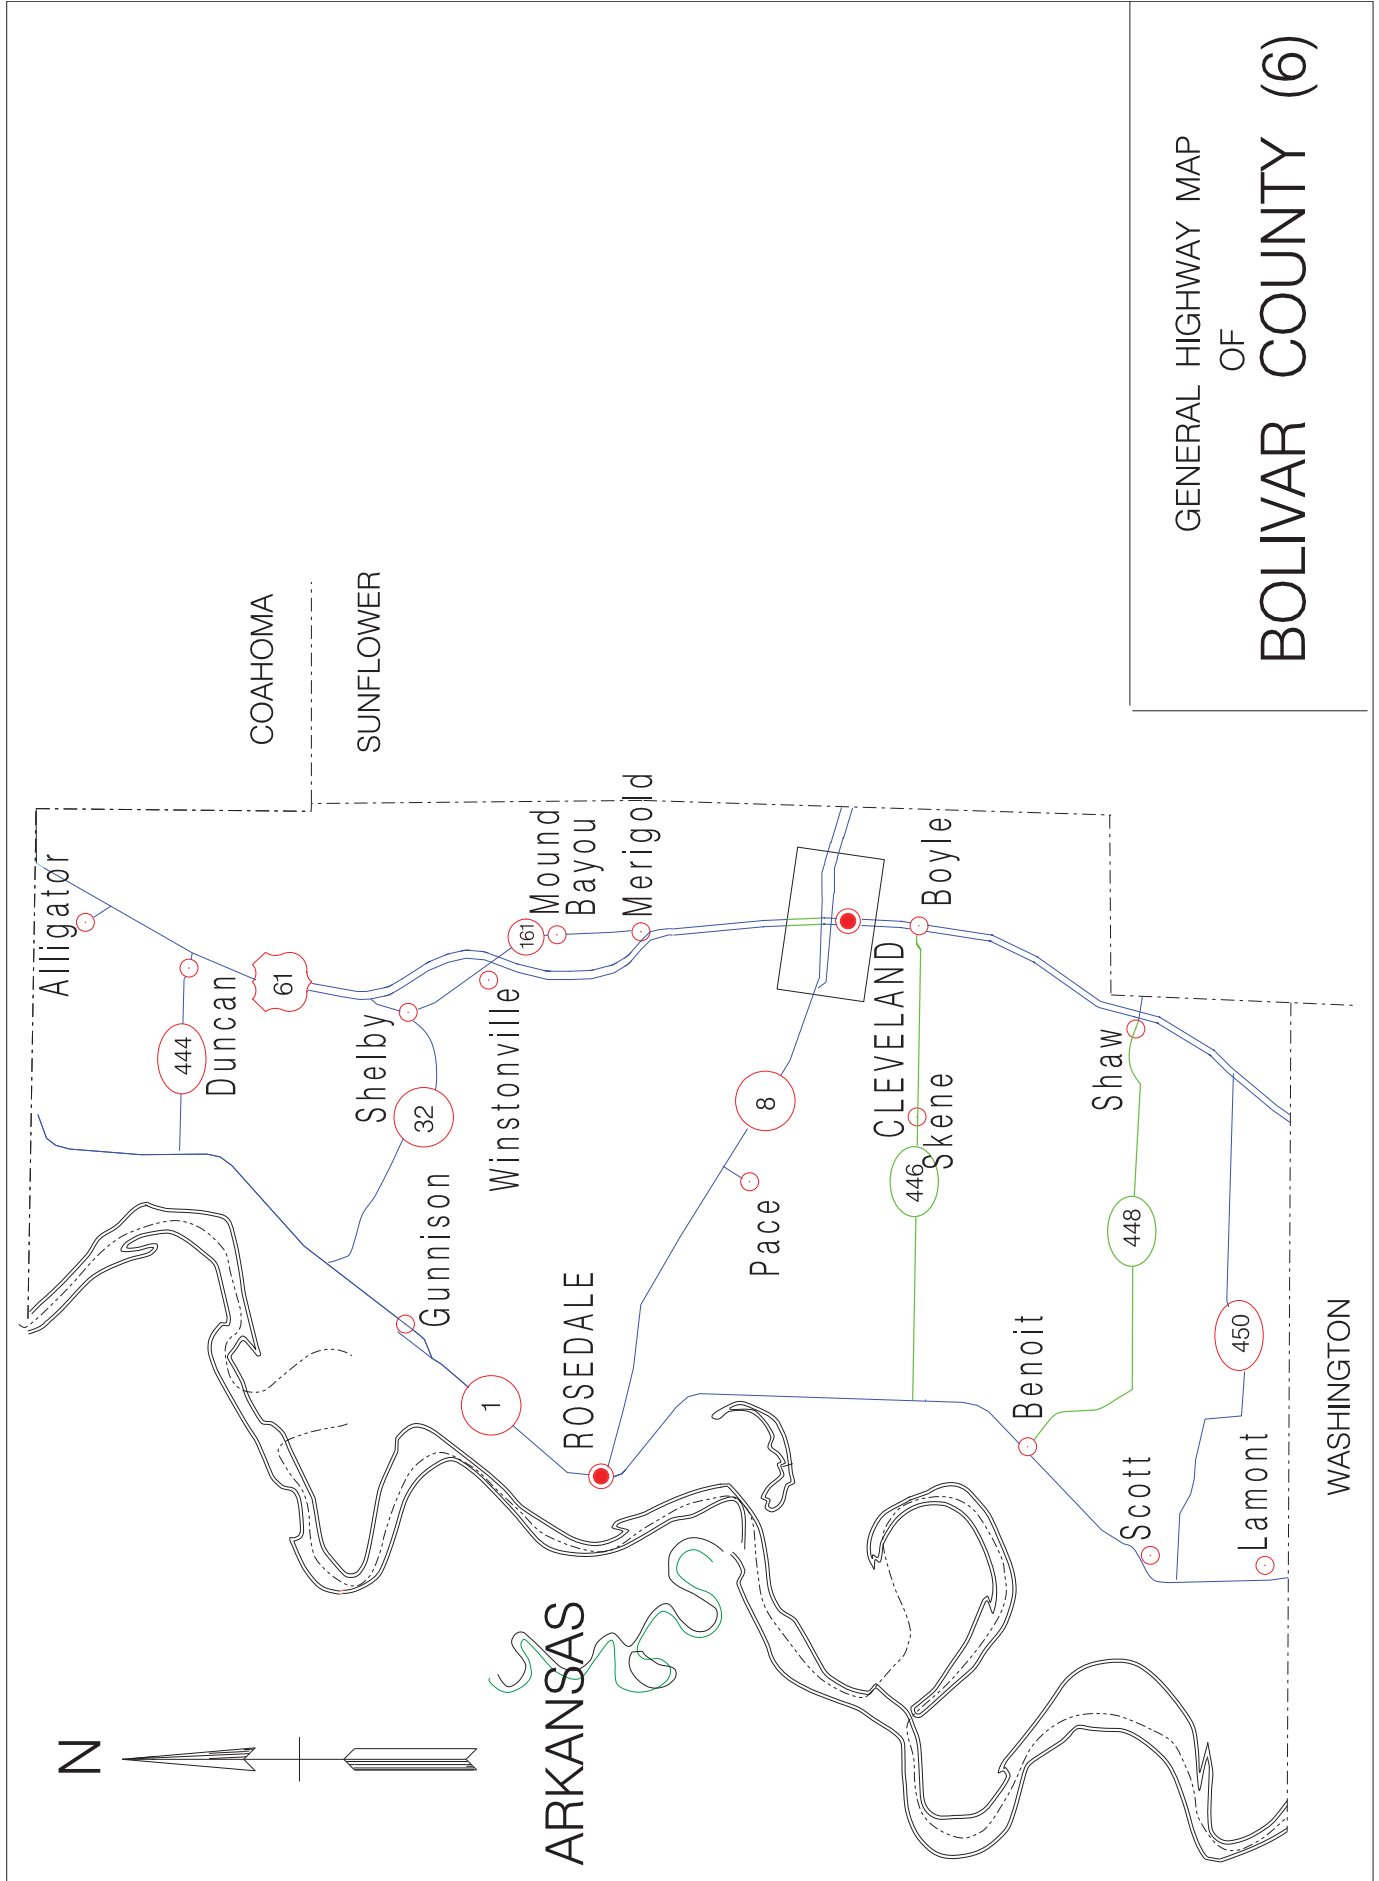 N
ARKANSAS
COAHOMA
SUNFLOWER
WASHINGTON
Alligator
Duncan
444
61
Shelby
32
Winstonville
161
Mound
Bayou
Merigold
Gunnison
1
ROSEDALE
8
Pace
CLEVELAND
Boyle
Skene
446
Shaw
448
Benoit
450
Scott
Lamont
GENERAL HIGHWAY MAP
OF
BOLIVAR COUNTY (6)